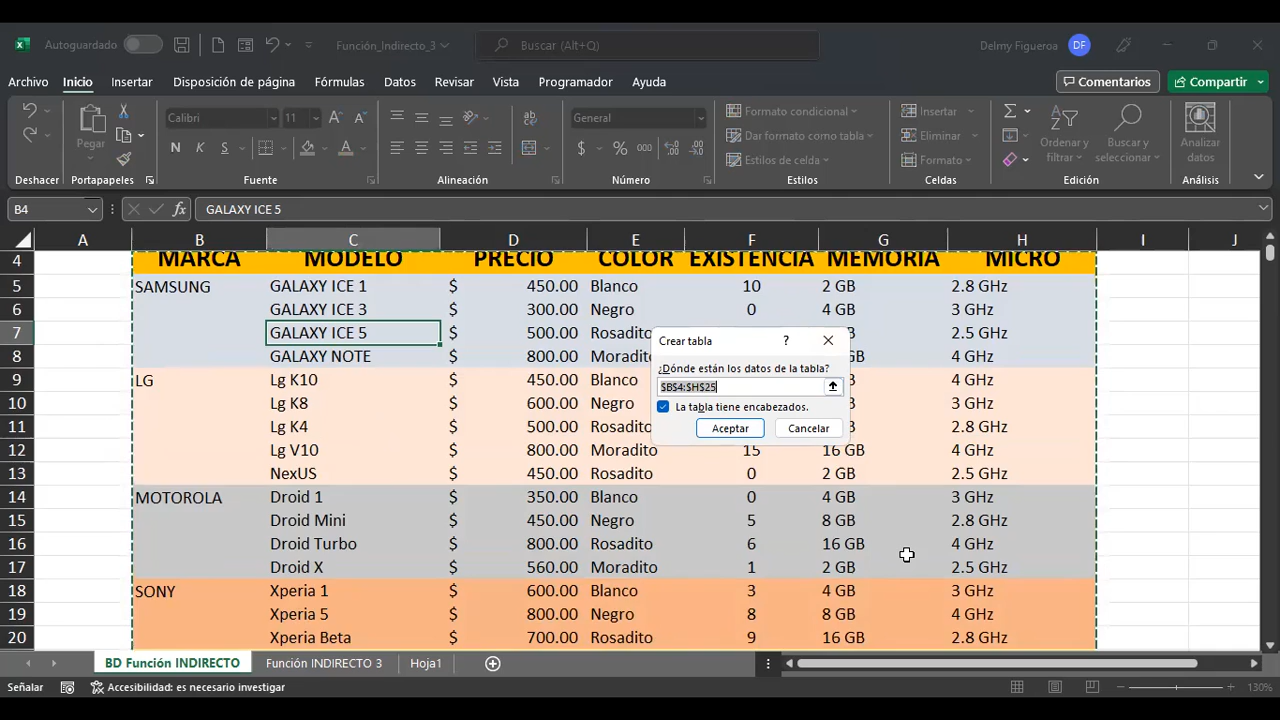 Autoguardado
Función_Indirecto_3
Buscar (Alt+Q)
Delmy Figueroa
DF
Archivo Inicio Insertar Disposición de página Fórmulas Datos Revisar Vista Programador Ayuda
Comentarios
Compartir
Pegar
Calibri 11
N K S
General
$ % 000
Formato condicional
Dar formato como tabla
Estilos de celda
Insertar
Eliminar
Formato
Ordenar y filtrar
Buscar y seleccionar
Analizar datos
Deshacer Portapapeles Fuente Alineación Número Estilos Celdas Edición Análisis
B4 fx GALAXY ICE 5
A B C D E F G H I J
4 MARCA MODELO PRECIO COLOR EXISTENCIA MEMORIA MICRO
5 SAMSUNG GALAXY ICE 1 $ 450.00 Blanco 10 2 GB 2.8 GHz
6 GALAXY ICE 3 $ 300.00 Negro 0 4 GB 3 GHz
7 GALAXY ICE 5 $ 500.00 Rosadito 2.5 GHz
8 GALAXY NOTE $ 800.00 Moradito GB 4 GHz
9 LG Lg K10 $ 450.00 Blanco 4 GHz
10 Lg K8 $ 600.00 Negro 3 GHz
11 Lg K4 $ 500.00 Rosadito 2.8 GHz
12 Lg V10 $ 800.00 Moradito 15 16 GB 4 GHz
13 NexUS $ 450.00 Rosadito 0 2 GB 2.5 GHz
14 MOTOROLA Droid 1 $ 350.00 Blanco 0 4 GB 3 GHz
15 Droid Mini $ 450.00 Negro 5 8 GB 2.8 GHz
16 Droid Turbo $ 800.00 Rosadito 6 16 GB 4 GHz
17 Droid X $ 560.00 Moradito 1 2 GB 2.5 GHz
18 SONY Xperia 1 $ 600.00 Blanco 3 4 GB 3 GHz
19 Xperia 5 $ 800.00 Negro 8 8 GB 4 GHz
20 Xperia Beta $ 700.00 Rosadito 9 16 GB 2.8 GHz
Crear tabla ?
¿Dónde están los datos de la tabla?
$B$4:$H$25
La tabla tiene encabezados.
Aceptar Cancelar
BD Función INDIRECTO Función INDIRECTO 3 Hoja1
Señalar Accesibilidad: es necesario investigar 130%